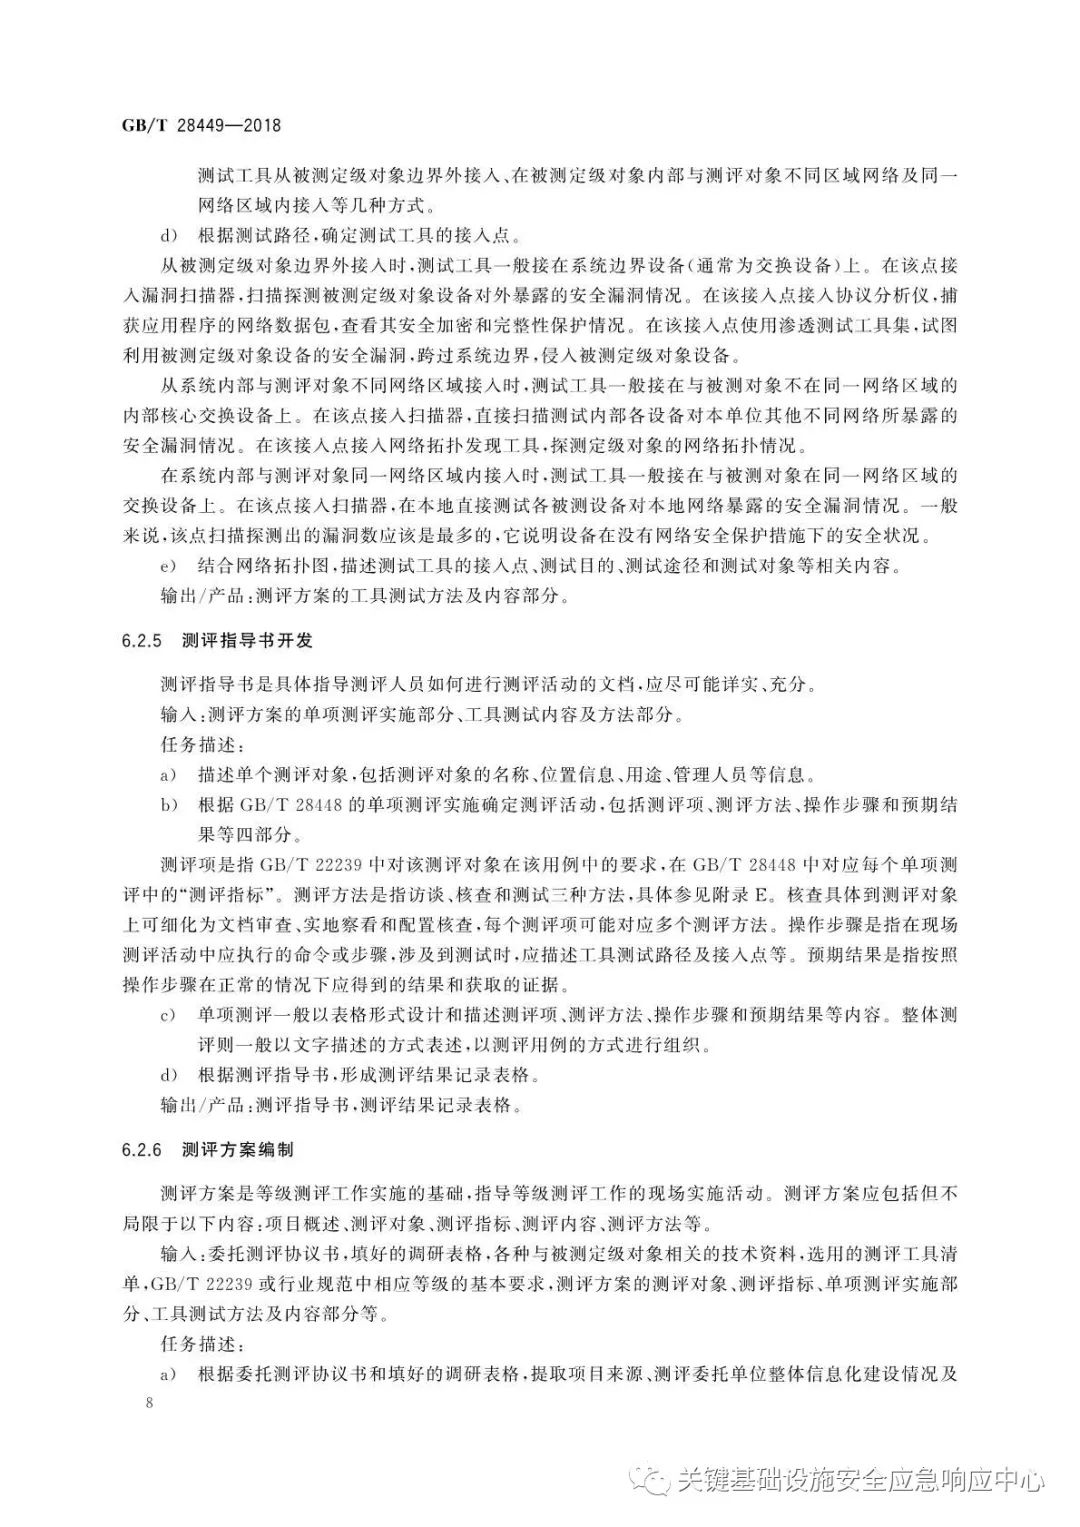 GB/T 28449—2018
测试工具从被测定级对象边界外接入、在被测定级对象内部与测评对象不同区域网络及同一
网络区域内接入等几种方式。
d) 根据测试路径,确定测试工具的接入点。
从被测定级对象边界外接入时,测试工具一般接在系统边界设备(通常为交换设备)上。在该点接
入漏洞扫描器,扫描探测被测定级对象设备对外暴露的安全漏洞情况。在该接入点接入协议分析仪,捕
获应用程序的网络数据包,查看其安全加密和完整性保护情况。在该接入点使用渗透测试工具集,试图
利用被测定级对象设备的安全漏洞,跨过系统边界,侵入被测定级对象设备。
从系统内部与测评对象不同网络区域接入时,测试工具一般接在与被测对象不在同一网络区域的
内部核心交换设备上。在该点接入扫描器,直接扫描测试内部各设备对本单位其他不同网络所暴露的
安全漏洞情况。在该接入点接入网络拓扑发现工具,探测定级对象的网络拓扑情况。
在系统内部与测评对象同一网络区域内接入时,测试工具一般接在与被测对象在同一网络区域的
交换设备上。在该点接入扫描器,在本地直接测试各被测设备对本地网络暴露的安全漏洞情况。一般
来说,该点扫描探测出的漏洞数应该是最多的,它说明设备在没有网络安全保护措施下的安全状况。
e) 结合网络拓扑图,描述测试工具的接入点、测试目的、测试途径和测试对象等相关内容。
输出/产品:测评方案的工具测试方法及内容部分。
6.2.5 测评指导书开发
测评指导书是具体指导测评人员如何进行测评活动的文档,应尽可能详实、充分。
输入:测评方案的单项测评实施部分、工具测试内容及方法部分。
任务描述:
a) 描述单个测评对象,包括测评对象的名称、位置信息、用途、管理人员等信息。
b) 根据 GB/T 28448 的单项测评实施确定测评活动,包括测评项、测评方法、操作步骤和预期结
果等四部分。
测评项是指 GB/T 22239 中对该测评对象在该用例中的要求,在 GB/T 28448 中对应每个单项测
评中的“测评指标”。测评方法是指访谈、核查和测试三种方法,具体参见附录 E。核查具体到测评对象
上可细化为文档审查、实地察看和配置核查,每个测评项可能对应多个测评方法。操作步骤是指在现场
测评活动中应执行的命令或步骤,涉及到测试时,应描述工具测试路径及接入点等。预期结果是指按照
操作步骤在正常的情况下应得到的结果和获取的证据。
c) 单项测评一般以表格形式设计和描述测评项、测评方法、操作步骤和预期结果等内容。整体测
评则一般以文字描述的方式表述,以测评用例的方式进行组织。
d) 根据测评指导书,形成测评结果记录表格。
输出/产品:测评指导书,测评结果记录表格。
6.2.6 测评方案编制
测评方案是等级测评工作实施的基础,指导等级测评工作的现场实施活动。测评方案应包括但不
局限于以下内容:项目概述、测评对象、测评指标、测评内容、测评方法等。
输入:委托测评协议书,填好的调研表格,各种与被测定级对象相关的技术资料,选用的测评工具清
单,GB/T 22239 或行业规范中相应等级的基本要求,测评方案的测评对象、测评指标、单项测评实施部
分、工具测试方法及内容部分等。
任务描述:
a) 根据委托测评协议书和填好的调研表格,提取项目来源、测评委托单位整体信息化建设情况及
8
关键基础设施安全应急响应中心